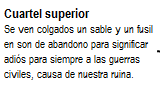 Cuartel superior
Se ven colgados un sable y un fusil
en son de abandono para significar
adiós para siempre a las guerras
civiles, causa de nuestra ruina.